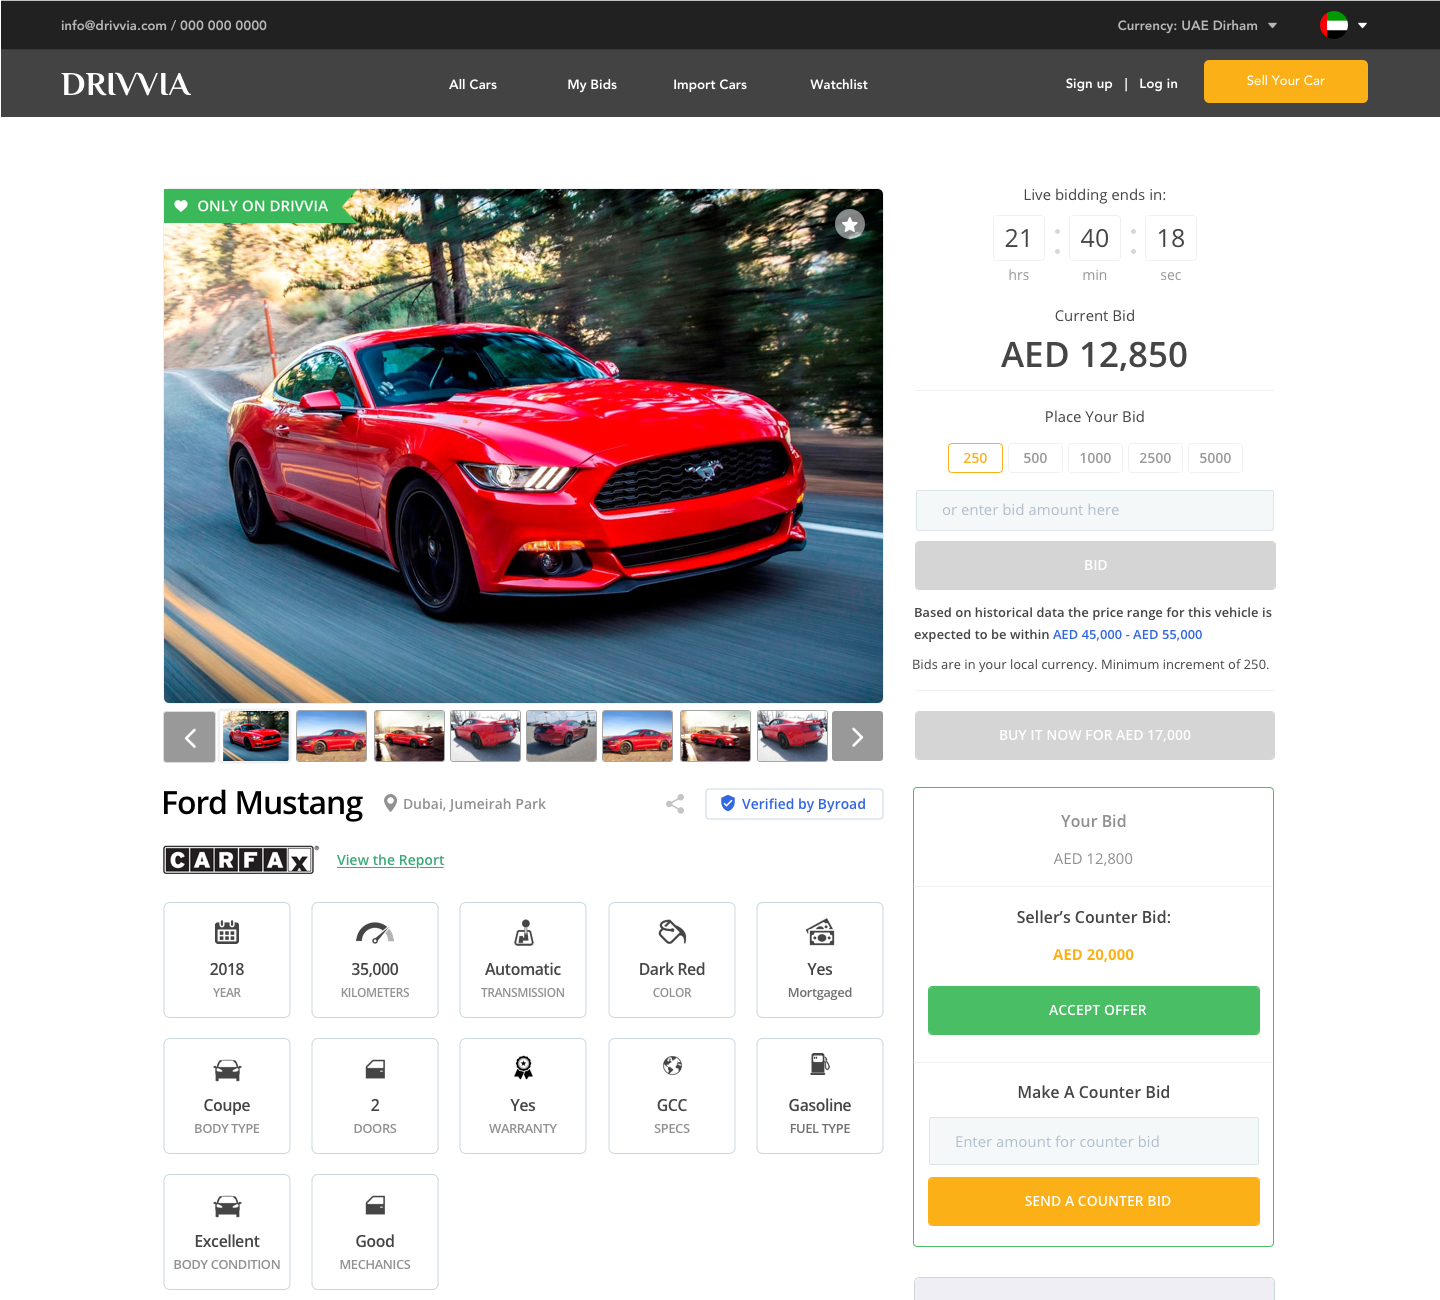 info@drivvia.com / 000 000 0000
Currency: UAE Dirham
DRIVVIA
All Cars
My Bids
Import Cars
Watchlist
Sign up | Log in
Sell Your Car
ONLY ON DRIVVIA
Live bidding ends in:
21 : 40 : 18
hrs min sec
Current Bid
AED 12,850
Place Your Bid
250 500 1000 2500 5000
or enter bid amount here
BID
Based on historical data the price range for this vehicle is
expected to be within AED 45,000 - AED 55,000
Bids are in your local currency. Minimum increment of 250.
BUY IT NOW FOR AED 17,000
Ford Mustang
Dubai, Jumeirah Park
Verified by Byroad
CARFAX®
View the Report
2018
YEAR
35,000
KILOMETERS
Automatic
TRANSMISSION
Dark Red
COLOR
Yes
Mortgaged
Coupe
BODY TYPE
2
DOORS
Yes
WARRANTY
GCC
SPECS
Gasoline
FUEL TYPE
Excellent
BODY CONDITION
Good
MECHANICS
Your Bid
AED 12,800
Seller’s Counter Bid:
AED 20,000
ACCEPT OFFER
Make A Counter Bid
Enter amount for counter bid
SEND A COUNTER BID